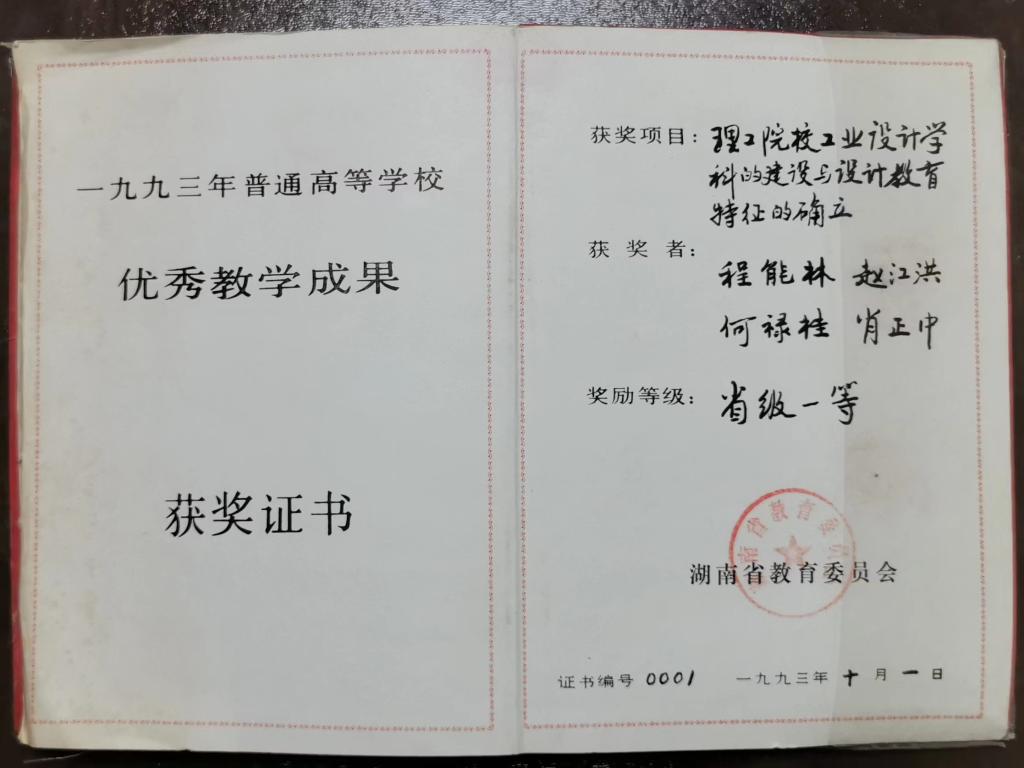 一九九三年普通高等学校
优秀教学成果
获奖证书
获奖项目：理工院校工业设计学
科的建设与设计教育
特征的确立
获奖者：
程能林 赵江洪
何禄桂 肖正中
奖励等级：省级一等
湖南省教育委员会
证书编号 0001 一九九三年十月一日